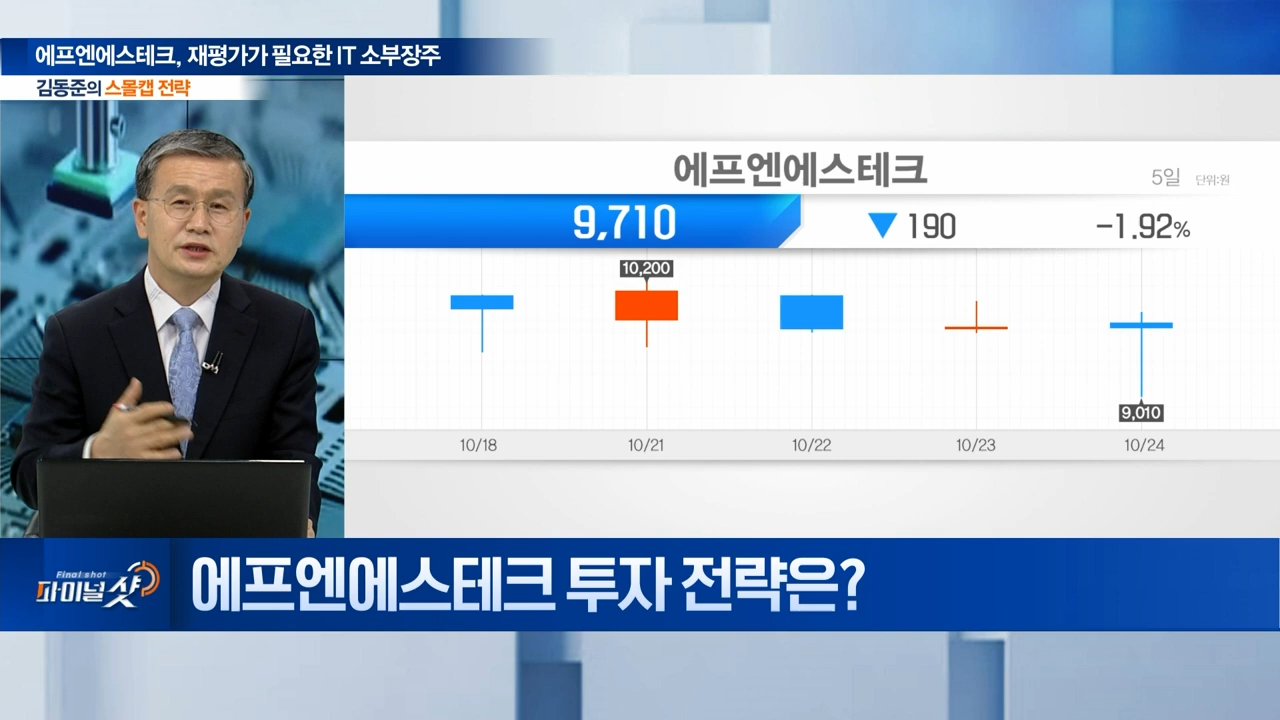 에프엔에스테크, 재평가가 필요한 IT 소부장주
김동준의 스몰캡 전략
에프엔에스테크
5일 단위:원
9,710 ▼ 190 -1.92%
10,200
9,010
10/18 10/21 10/22 10/23 10/24
Final shot
파이널샷
에프엔에스테크 투자 전략은?